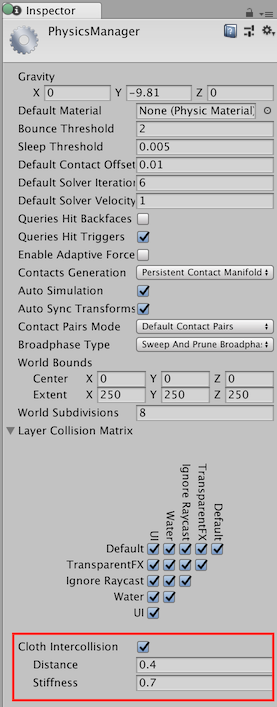 Inspector
PhysicsManager
Gravity
X 0 Y -9.81 Z 0
Default Material None (Physic Material)
Bounce Threshold 2
Sleep Threshold 0.005
Default Contact Offset 0.01
Default Solver Iteration 6
Default Solver Velocity 1
Queries Hit Backfaces
Queries Hit Triggers
Enable Adaptive Force
Contacts Generation Persistent Contact Manifold
Auto Simulation
Auto Sync Transforms
Contact Pairs Mode Default Contact Pairs
Broadphase Type Sweep And Prune Broadpha
World Bounds
Center X 0 Y 0 Z 0
Extent X 250 Y 250 Z 250
World Subdivisions 8
Layer Collision Matrix
UI Water Ignore Raycast TransparentFX Default
Default
TransparentFX
Ignore Raycast
Water
UI
Cloth Intercollision
Distance 0.4
Stiffness 0.7